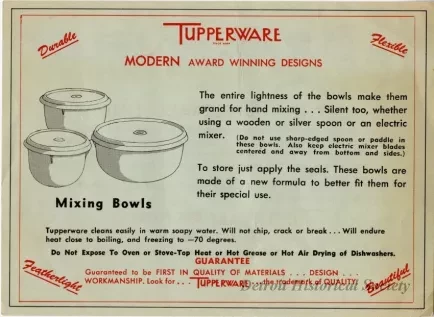 Durable
TUPPERWARE
TRADE MARK
Flexible
MODERN AWARD WINNING DESIGNS
The entire lightness of the bowls make them
grand for hand mixing . . . Silent too, whether
using a wooden or silver spoon or an electric
mixer. (Do not use sharp-edged spoon or paddle in
these bowls. Also keep electric mixer blades
centered and away from bottom and sides.)
To store just apply the seals. These bowls are
made of a new formula to better fit them for
their special use.
Mixing Bowls
Tupperware cleans easily in warm soapy water. Will not chip, crack or break . . . Will endure
heat close to boiling, and freezing to —70 degrees.
Do Not Expose To Oven or Stove-Top Heat or Hot Grease or Hot Air Drying of Dishwashers.
GUARANTEE
Guaranteed to be FIRST IN QUALITY OF MATERIALS . . . DESIGN . . .
WORKMANSHIP. Look for . . . TUPPERWARE . . . the trademark of QUALITY.
Featherlight
Beautiful
Detroit Historical Society